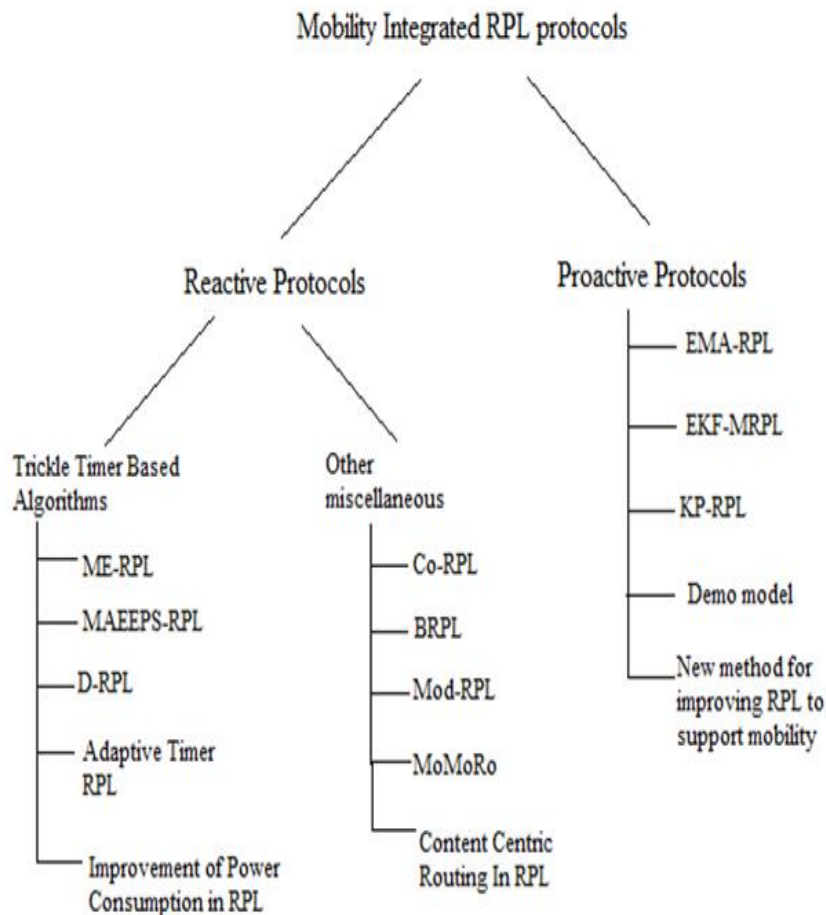 Mobility Integrated RPL protocols
Reactive Protocols
Proactive Protocols
Trickle Timer Based
Algorithms
ME-RPL
MAEEPS-RPL
D-RPL
Adaptive Timer
RPL
Improvement of Power
Consumption in RPL
Other
miscellaneous
Co-RPL
BRPL
Mod-RPL
MoMoRo
Content Centric
Routing In RPL
EMA-RPL
EKF-MRPL
KP-RPL
Demo model
New method for
improving RPL to
support mobility